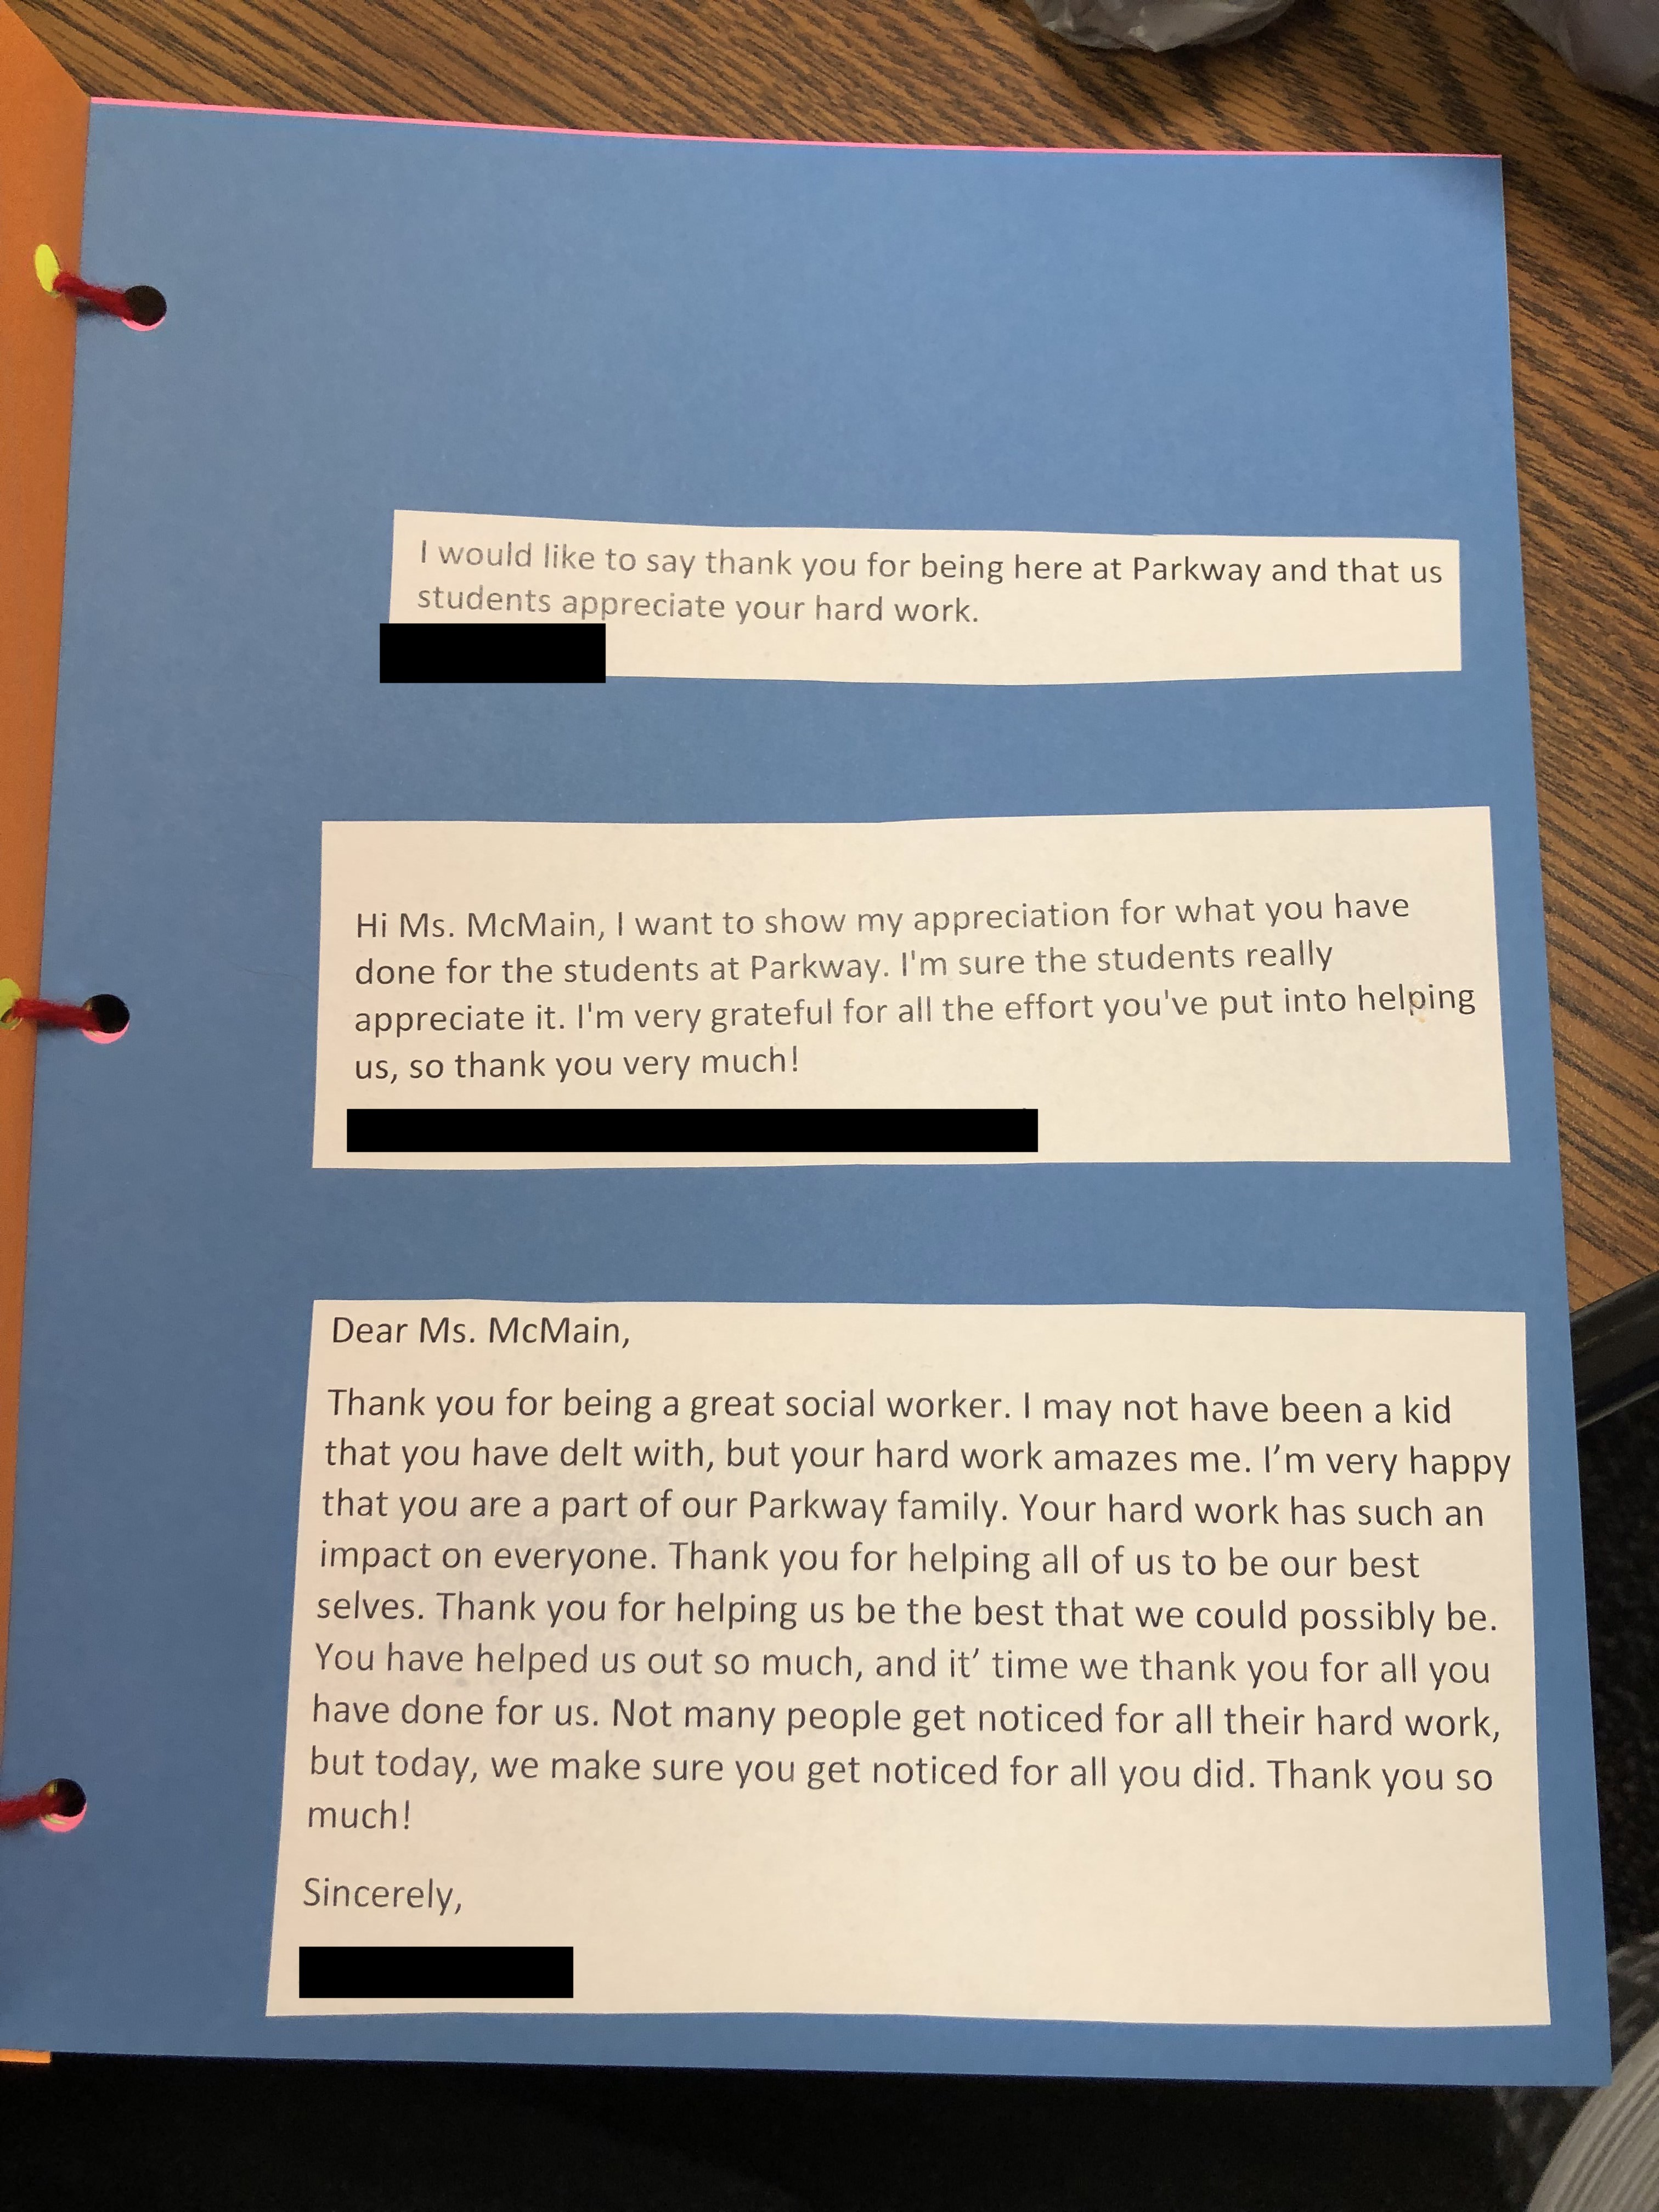 I would like to say thank you for being here at Parkway and that us
students appreciate your hard work.
Hi Ms. McMain, I want to show my appreciation for what you have
done for the students at Parkway. I'm sure the students really
appreciate it. I'm very grateful for all the effort you've put into helping
us, so thank you very much!
Dear Ms. McMain,
Thank you for being a great social worker. I may not have been a kid
that you have delt with, but your hard work amazes me. I’m very happy
that you are a part of our Parkway family. Your hard work has such an
impact on everyone. Thank you for helping all of us to be our best
selves. Thank you for helping us be the best that we could possibly be.
You have helped us out so much, and it’ time we thank you for all you
have done for us. Not many people get noticed for all their hard work,
but today, we make sure you get noticed for all you did. Thank you so
much!
Sincerely,